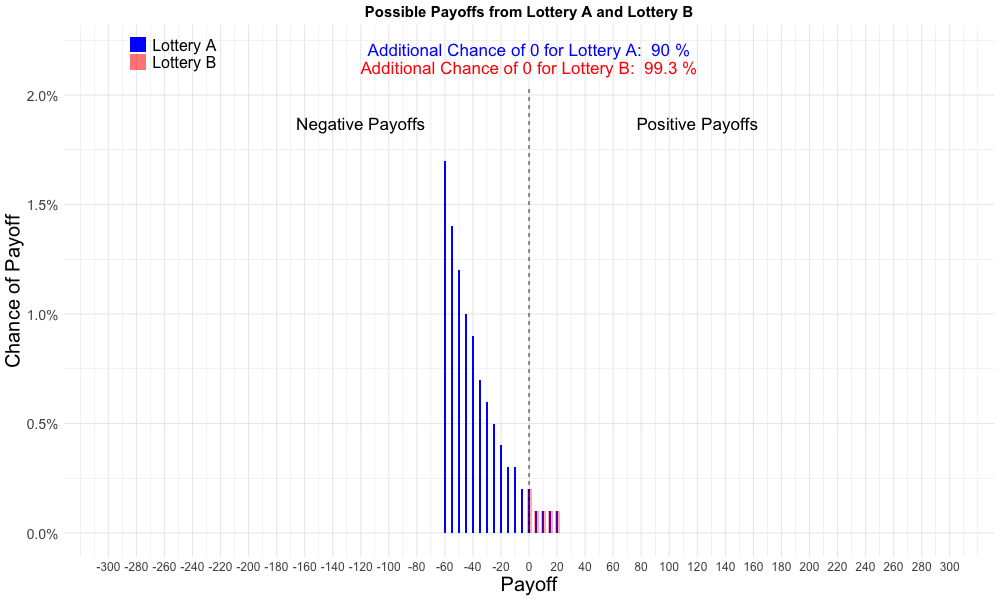 Possible Payoffs from Lottery A and Lottery B
Lottery A
Lottery B
Additional Chance of 0 for Lottery A:  90 %
Additional Chance of 0 for Lottery B:  99.3 %
Negative Payoffs
Positive Payoffs
Chance of Payoff
2.0%
1.5%
1.0%
0.5%
0.0%
-300 -280 -260 -240 -220 -200 -180 -160 -140 -120 -100 -80 -60 -40 -20 0 20 40 60 80 100 120 140 160 180 200 220 240 260 280 300
Payoff